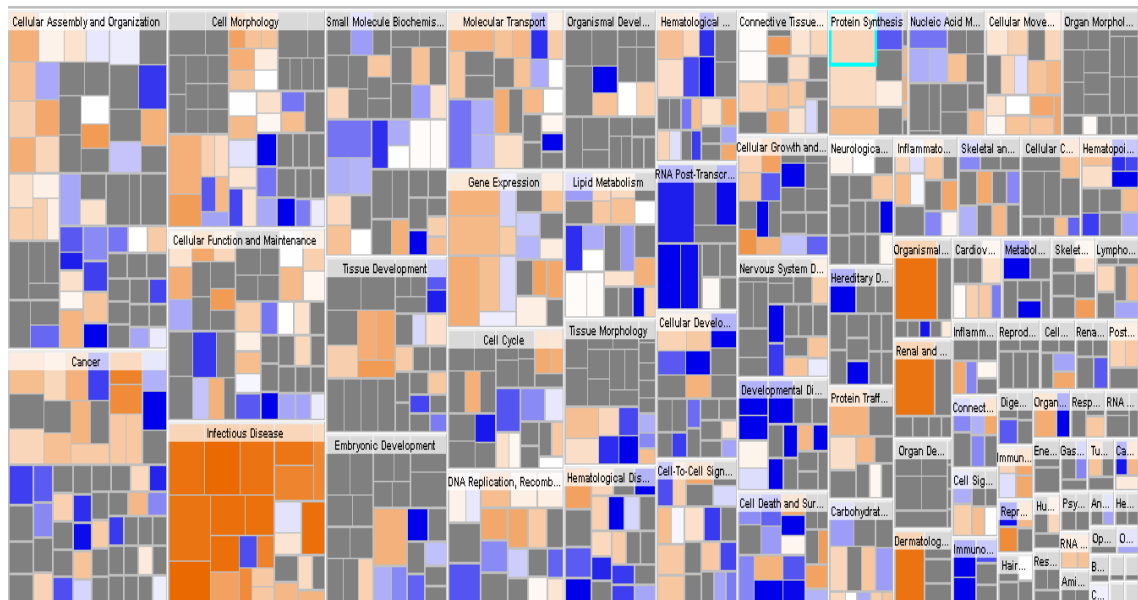 Cellular Assembly and Organization
Cell Morphology
Small Molecule Biochemis...
Molecular Transport
Organismal Devel...
Hematological ...
Connective Tissue...
Protein Synthesis
Nucleic Acid M...
Cellular Move...
Organ Morphol...
Cellular Growth and...
Neurologica...
Inflammato...
Skeletal an...
Cellular C...
Hematopoi...
Gene Expression
Lipid Metabolism
RNA Post-Transcr...
Cellular Function and Maintenance
Tissue Development
Nervous System D...
Hereditary D...
Organismal...
Cardiov...
Metabol...
Skelet...
Lympho...
Cell Cycle
Tissue Morphology
Cellular Develo...
Inflamm...
Reprod...
Cell...
Rena...
Post...
Cancer
Renal and ...
Developmental Di...
Protein Traff...
Connect...
Dige...
Organ...
Resp...
RNA ...
Infectious Disease
Embryonic Development
Organ De...
Immun...
Ene...
Gas...
Tu...
Ca...
DNA Replication, Recomb...
Hematological Dis...
Cell-To-Cell Sign...
Cell Death and Sur...
Carbohydrat...
Cell Sig...
Repr...
Hu...
Psy...
An...
He...
Dermatolog...
Immuno...
RNA ...
Op...
D...
Hair...
Res...
B...
Ami...
C...